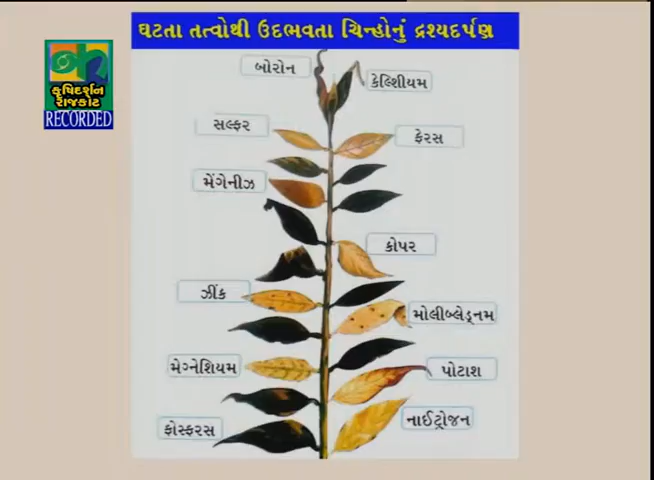 ઘટતા તત્વોથી ઉદભવતા ચિન્હોનું દ્રશ્યદર્પણ
કૃષિદર્શન
રાજકોટ
RECORDED
બોરોન
કેલ્શીયમ
સલ્ફર
ફેરસ
મેંગેનીઝ
કોપર
ઝીંક
મોલીબ્લેડ્નમ
મેગ્નેશિયમ
પોટાશ
ફોસ્ફરસ
નાઈટ્રોજન